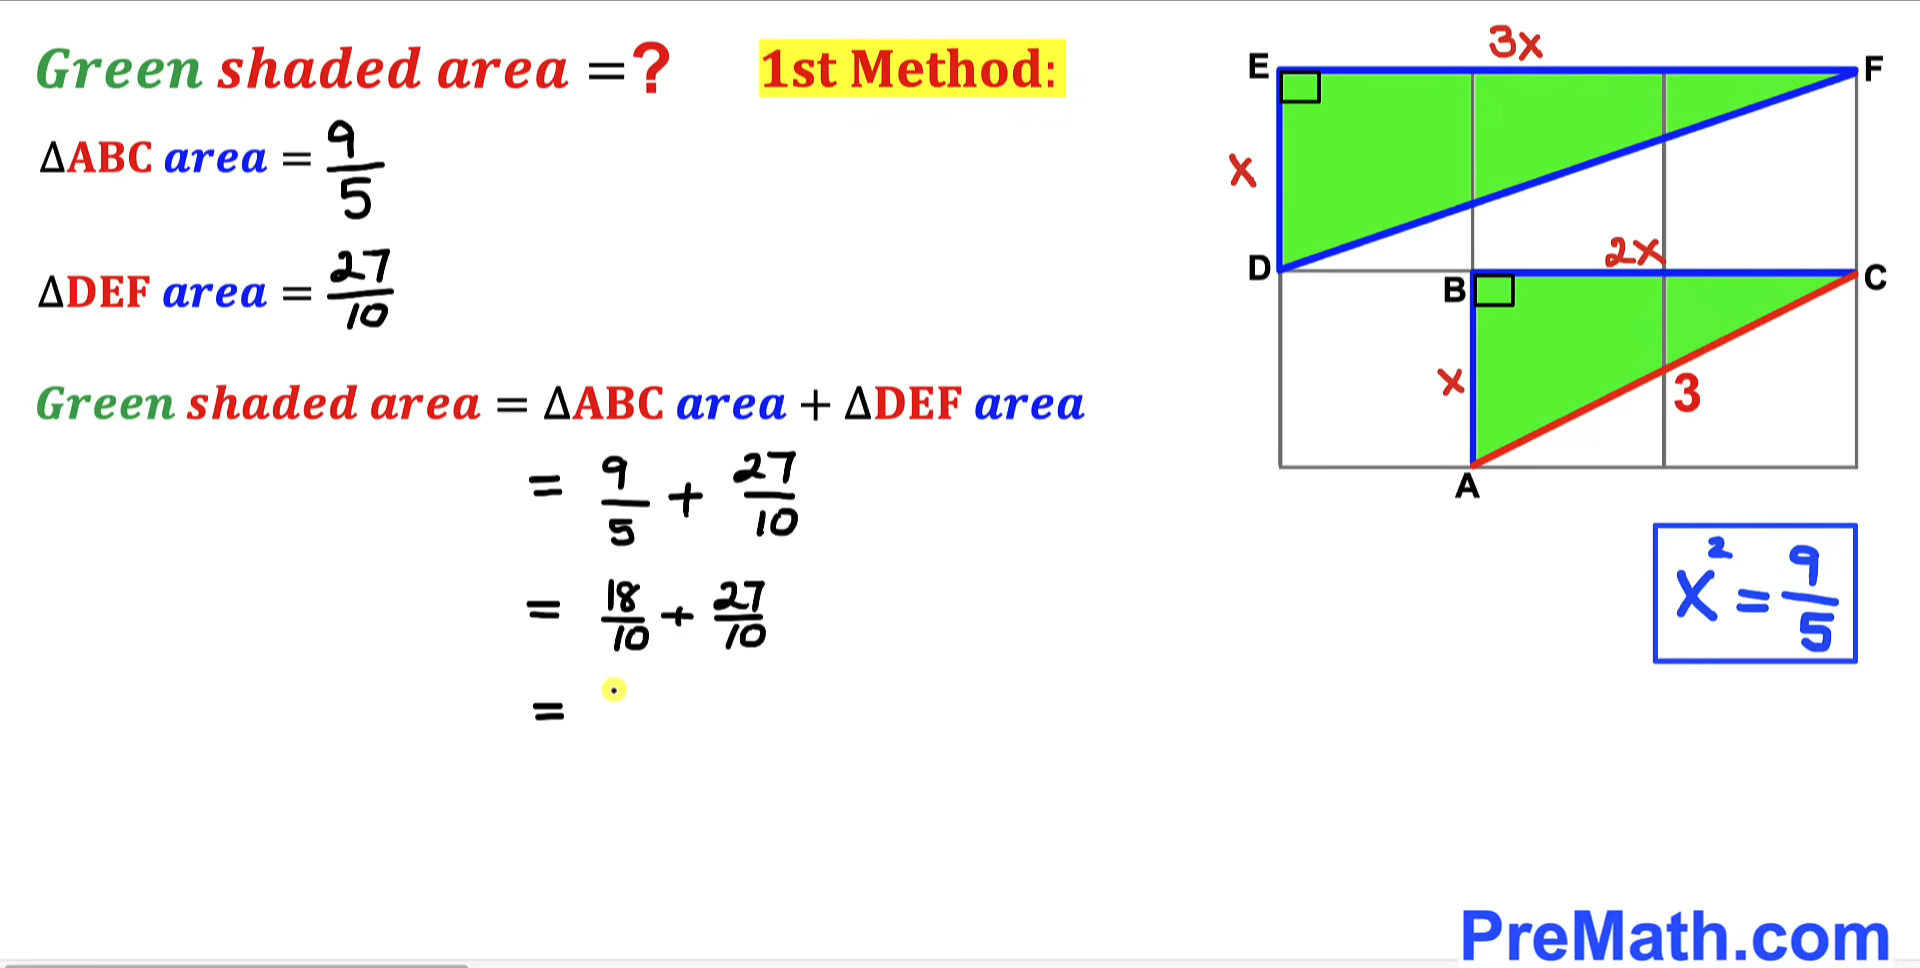 Green shaded area = ? 1st Method:
ΔABC area = 9/5
ΔDEF area = 27/10
Green shaded area = ΔABC area + ΔDEF area
= 9/5 + 27/10
= 18/10 + 27/10
=
3x
E
F
x
D
2x
B
C
x
3
A
x² = 9/5
PreMath.com